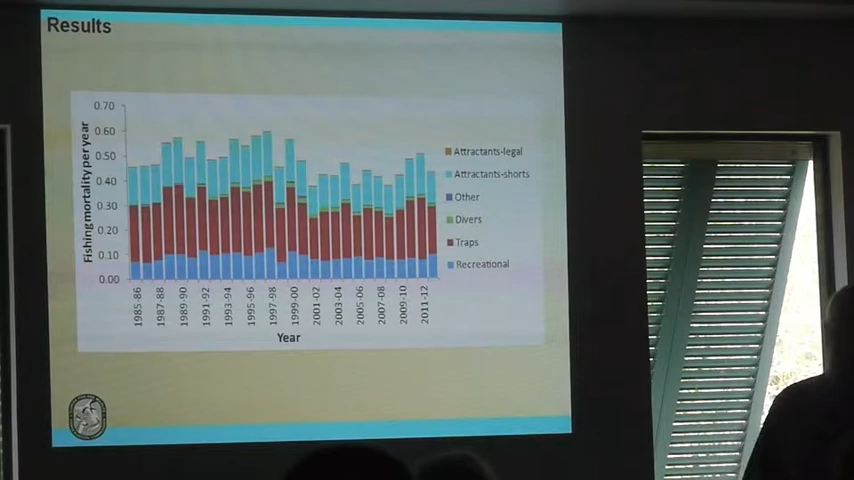 Results
0.70
0.60
0.50
0.40
0.30
0.20
0.10
0.00
Fishing mortality per year
Attractants-legal
Attractants-shorts
Other
Divers
Traps
Recreational
1985-86
1987-88
1989-90
1991-92
1993-94
1995-96
1997-98
1999-00
2001-02
2003-04
2005-06
2007-08
2009-10
2011-12
Year